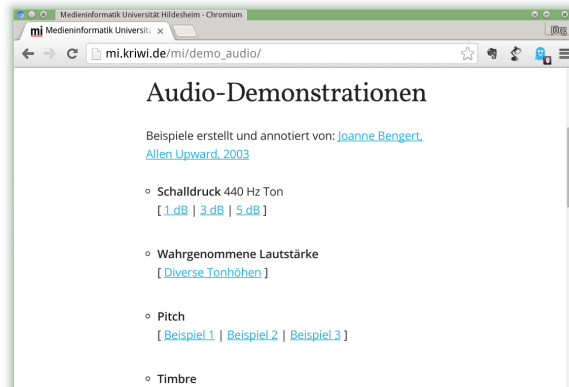 Medieninformatik Universität Hildesheim - Chromium
mi Medieninformatik Universit
Jörg
mi.kriwi.de/mi/demo_audio/
Audio-Demonstrationen
Beispiele erstellt und annotiert von: Joanne Bengert,
Allen Upward, 2003
Schalldruck 440 Hz Ton
[ 1 dB | 3 dB | 5 dB ]
Wahrgenommene Lautstärke
[ Diverse Tonhöhen ]
Pitch
[ Beispiel 1 | Beispiel 2 | Beispiel 3 ]
Timbre